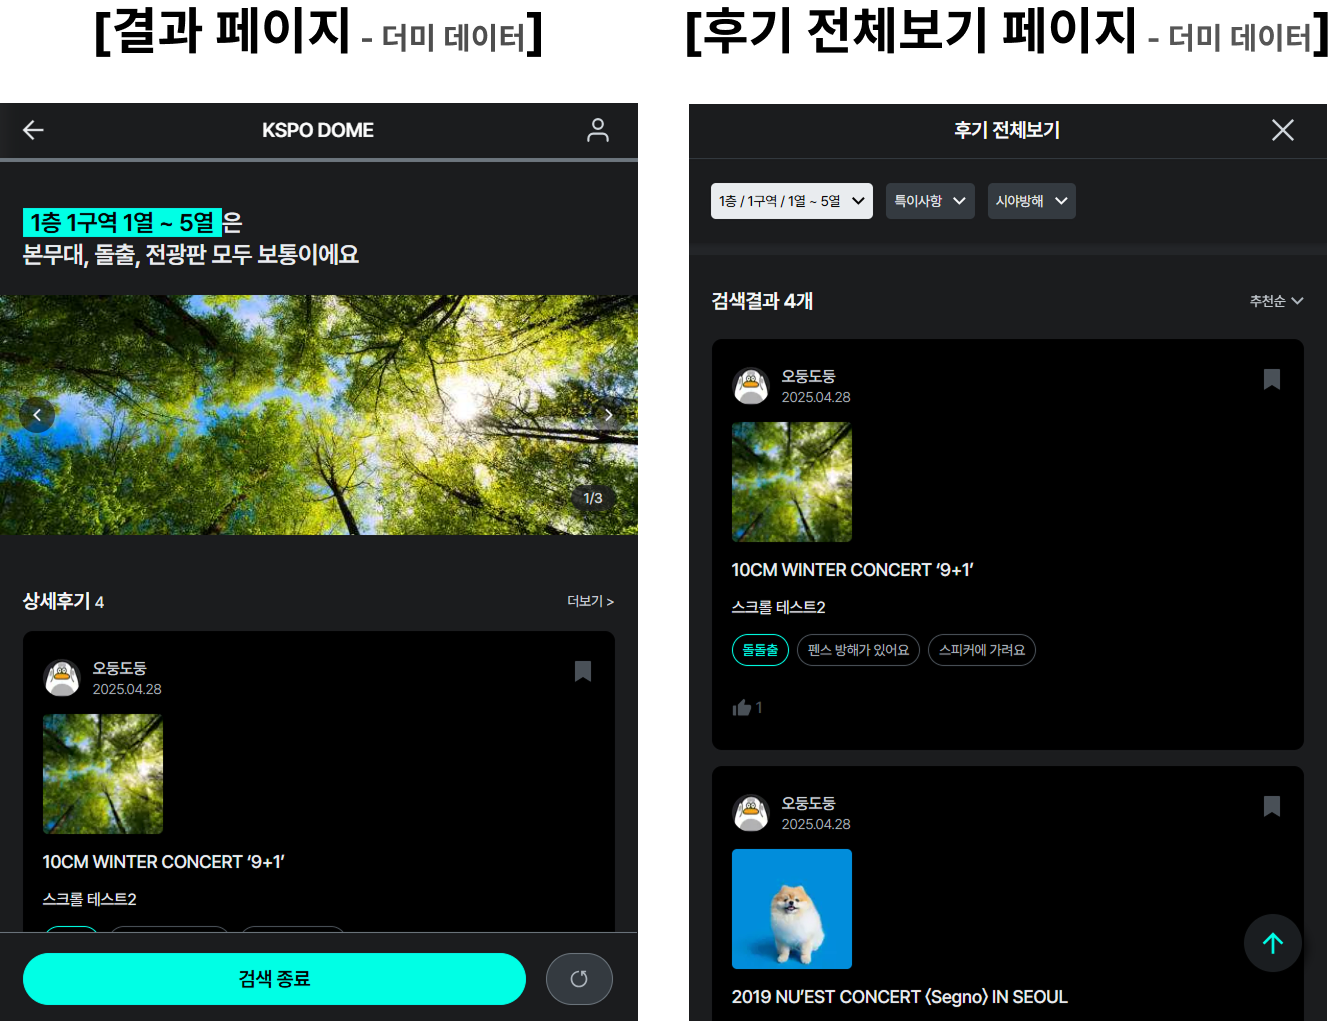 [결과 페이지 - 더미 데이터]
KSPO DOME
1층 1구역 1열 ~ 5열 은
본무대, 돌출, 전광판 모두 보통이에요
1/3
상세후기 4
더보기 >
오둥도둥
2025.04.28
10CM WINTER CONCERT ‘9+1’
스크롤 테스트2
검색 종료
[후기 전체보기 페이지 - 더미 데이터]
후기 전체보기
1층 / 1구역 / 1열 ~ 5열
특이사항
시야방해
검색결과 4개
추천순
오둥도둥
2025.04.28
10CM WINTER CONCERT ‘9+1’
스크롤 테스트2
돌돌출
펜스 방해가 있어요
스피커에 가려요
1
오둥도둥
2025.04.28
2019 NU’EST CONCERT 〈Segno〉 IN SEOUL